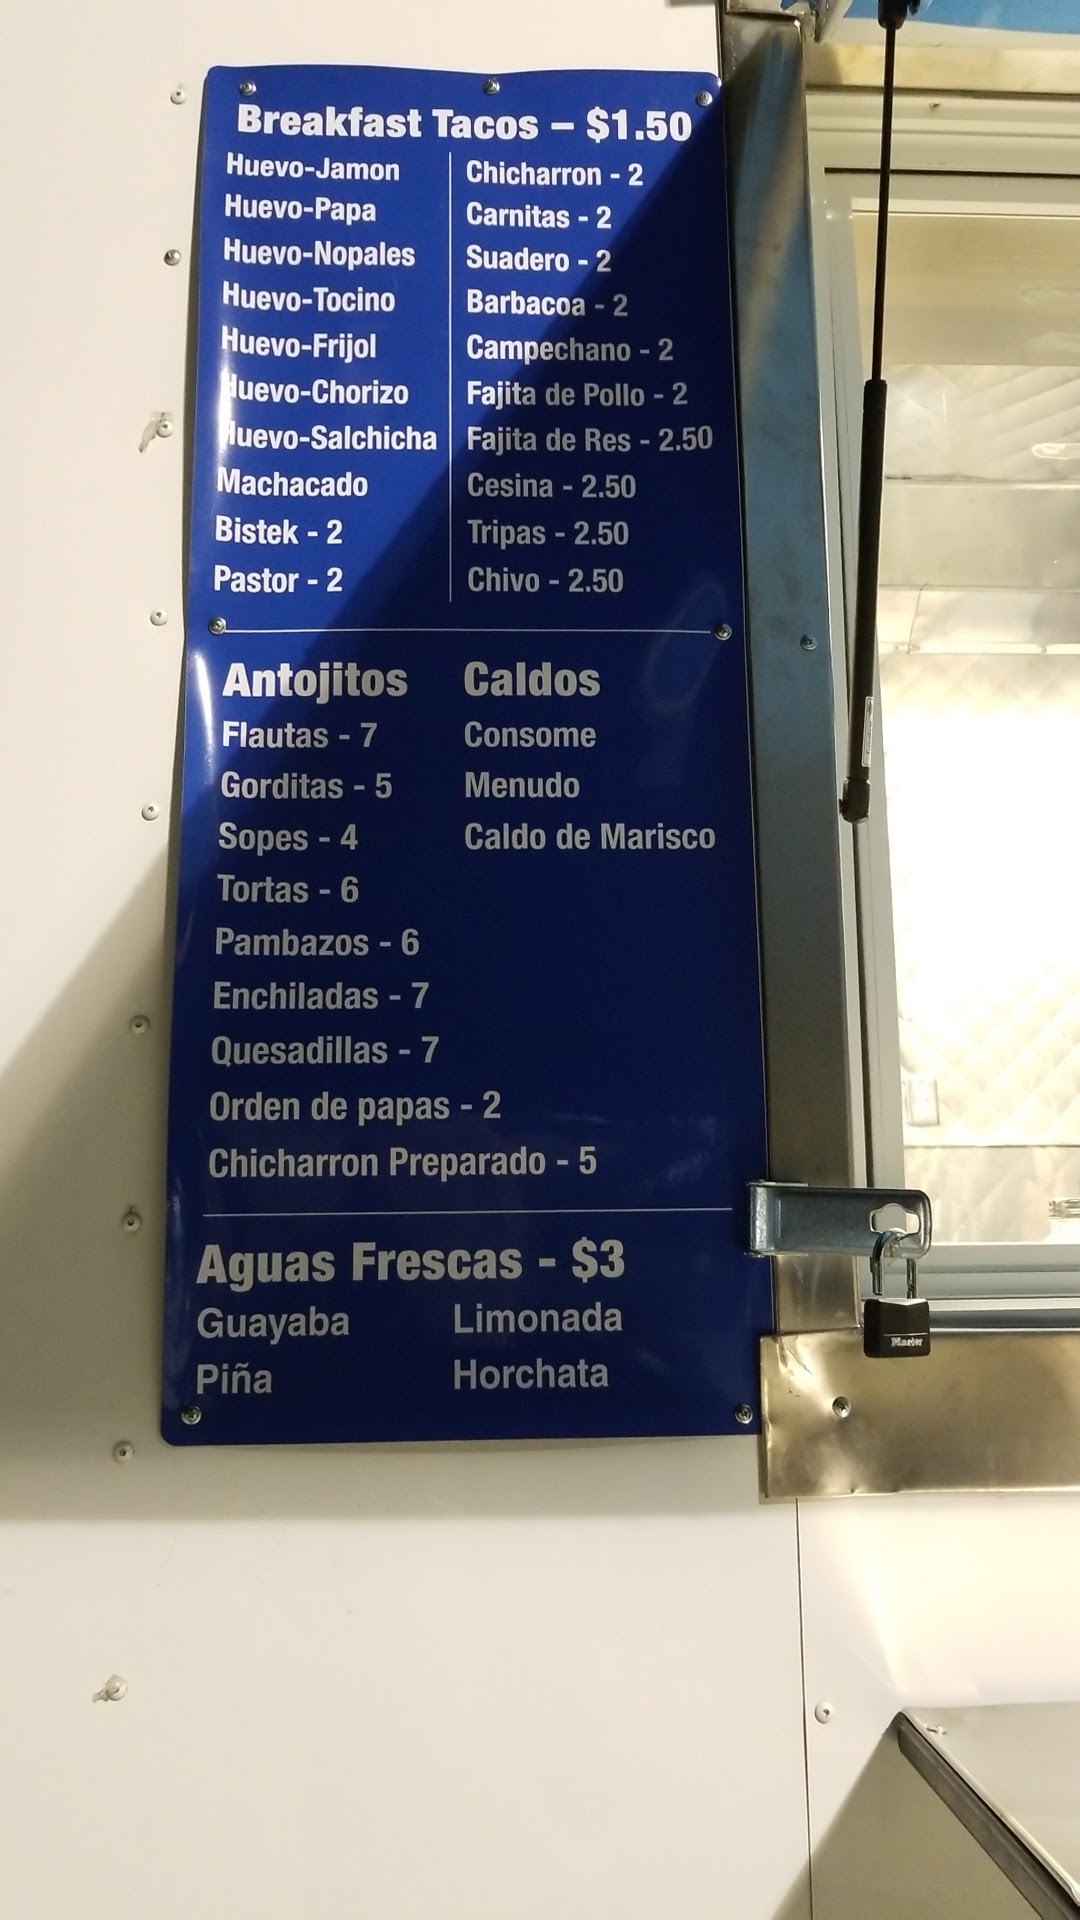 Breakfast Tacos – $1.50
Huevo-Jamon
Huevo-Papa
Huevo-Nopales
Huevo-Tocino
Huevo-Frijol
Huevo-Chorizo
Huevo-Salchicha
Machacado
Bistek - 2
Pastor - 2
Chicharron - 2
Carnitas - 2
Suadero - 2
Barbacoa - 2
Campechano - 2
Fajita de Pollo - 2
Fajita de Res - 2.50
Cesina - 2.50
Tripas - 2.50
Chivo - 2.50
Antojitos
Flautas - 7
Gorditas - 5
Sopes - 4
Tortas - 6
Pambazos - 6
Enchiladas - 7
Quesadillas - 7
Orden de papas - 2
Chicharron Preparado - 5
Caldos
Consome
Menudo
Caldo de Marisco
Aguas Frescas - $3
Guayaba
Piña
Limonada
Horchata
Master